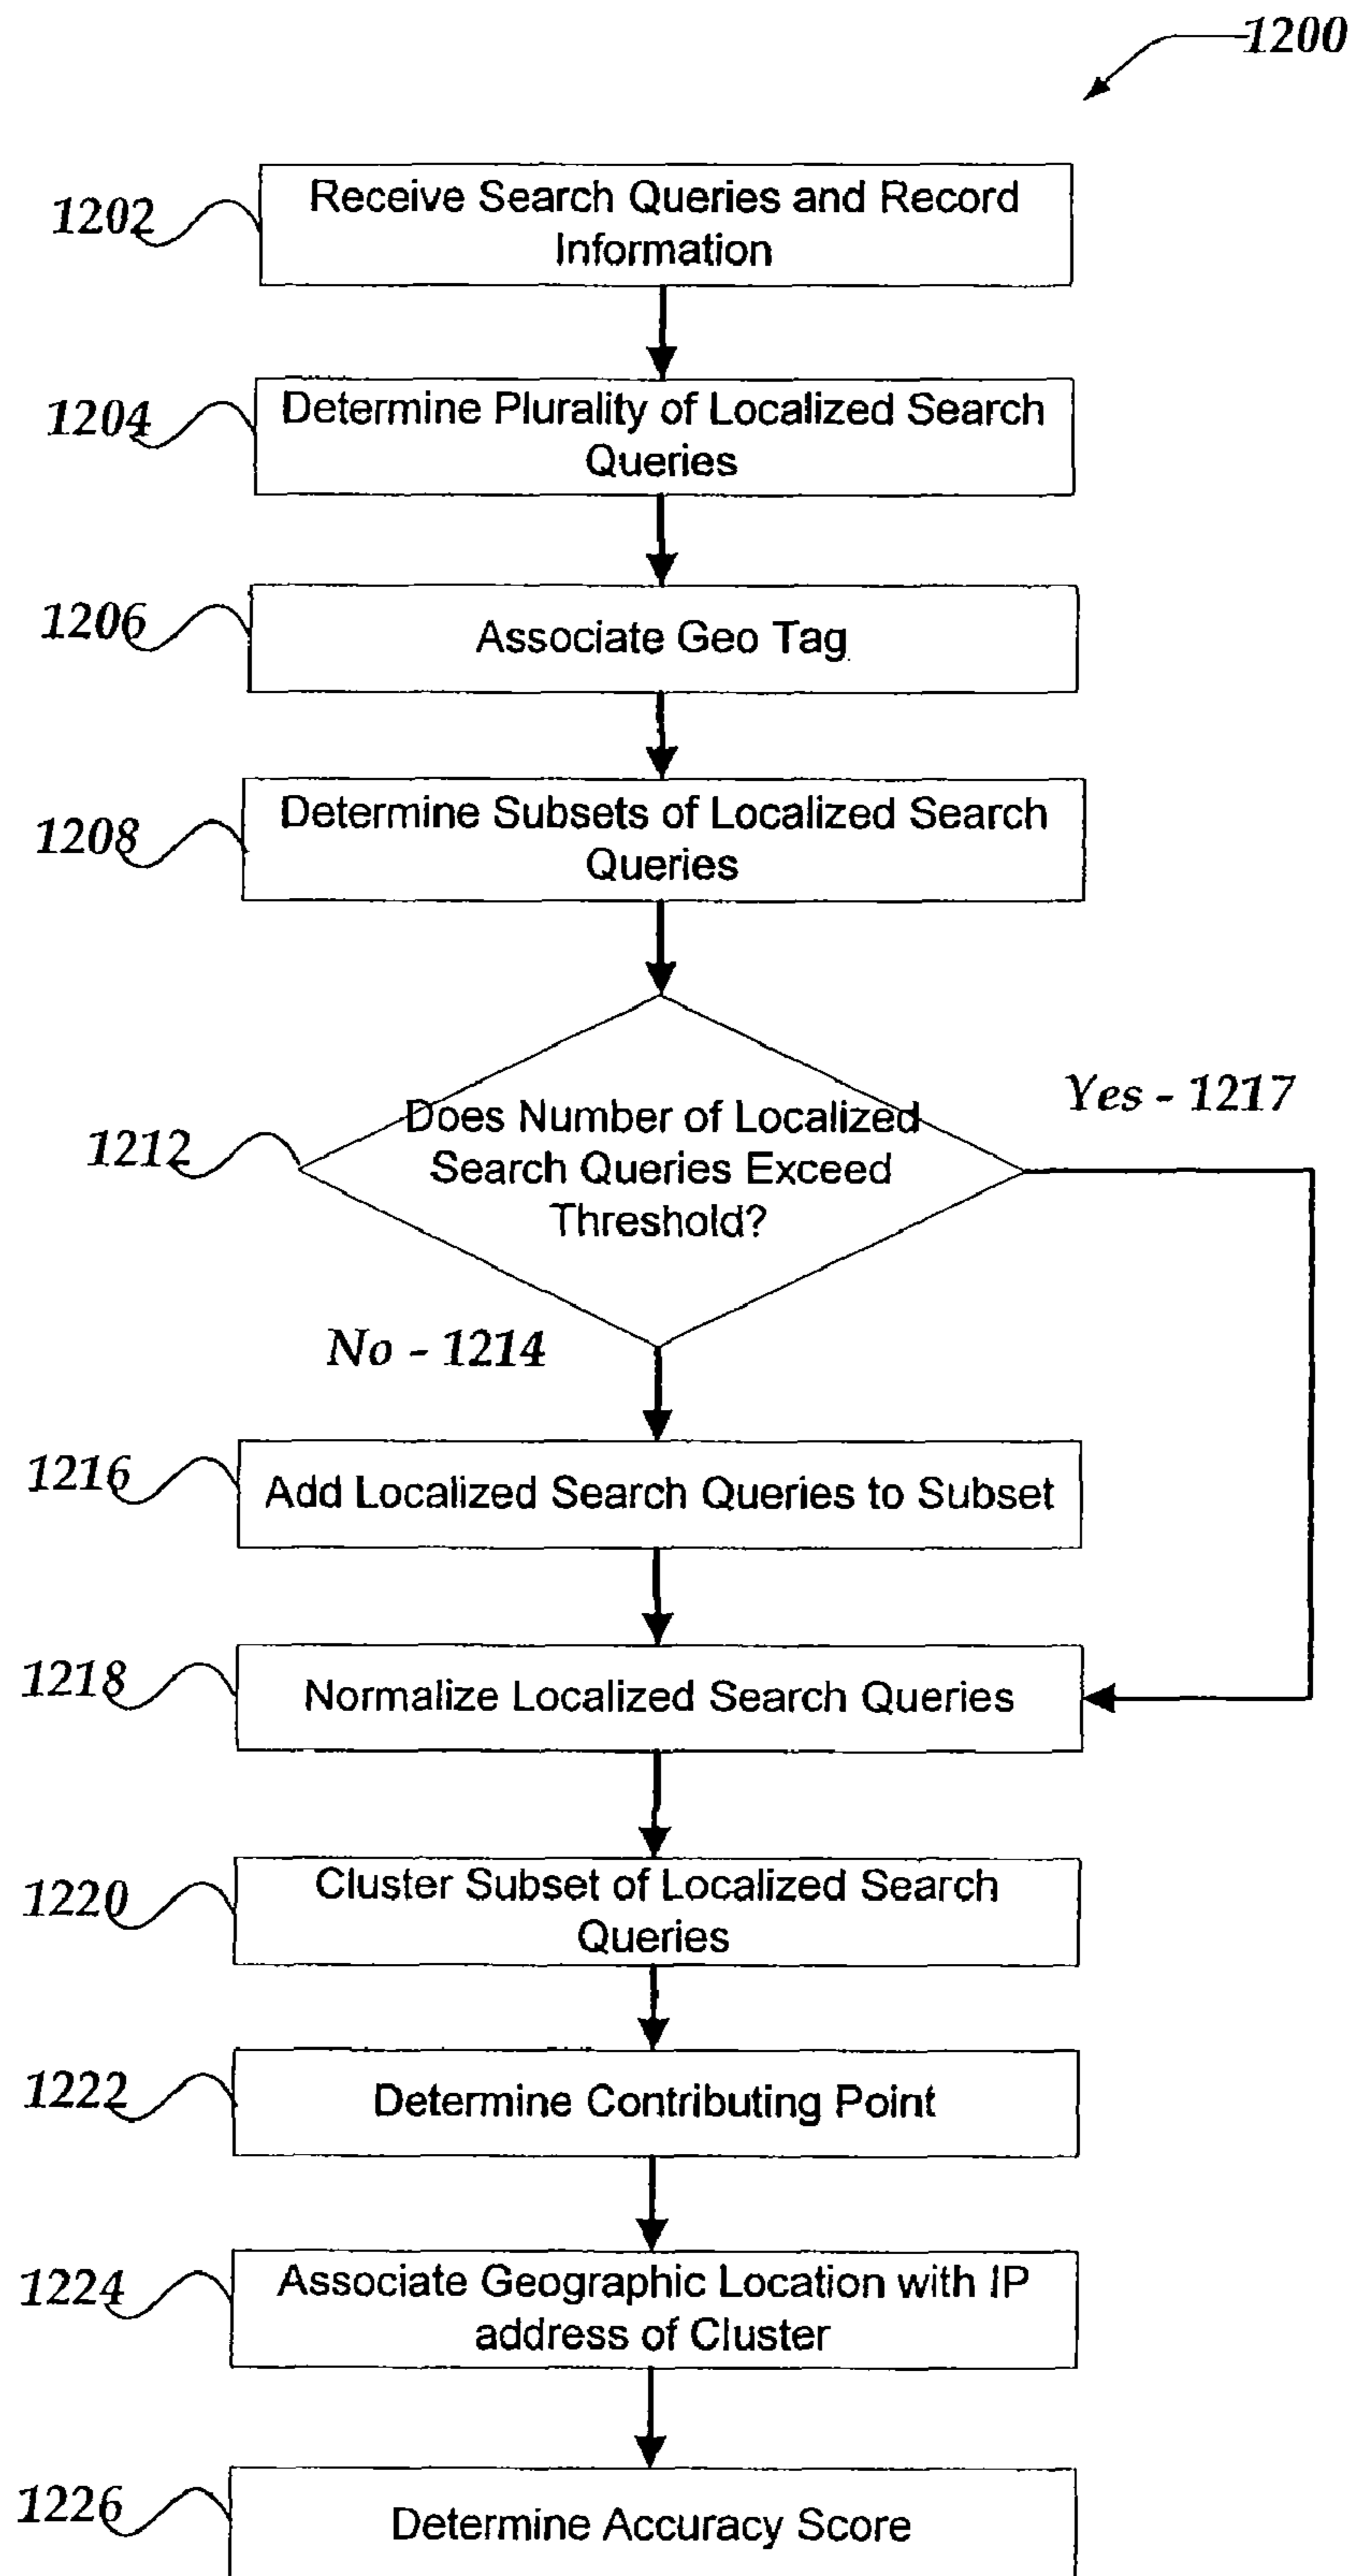 1200
1202
Receive Search Queries and Record
Information
1204
Determine Plurality of Localized Search
Queries
1206
Associate Geo Tag
1208
Determine Subsets of Localized Search
Queries
1212
Does Number of Localized
Search Queries Exceed
Threshold?
Yes - 1217
No - 1214
1216
Add Localized Search Queries to Subset
1218
Normalize Localized Search Queries
1220
Cluster Subset of Localized Search
Queries
1222
Determine Contributing Point
1224
Associate Geographic Location with IP
address of Cluster
1226
Determine Accuracy Score